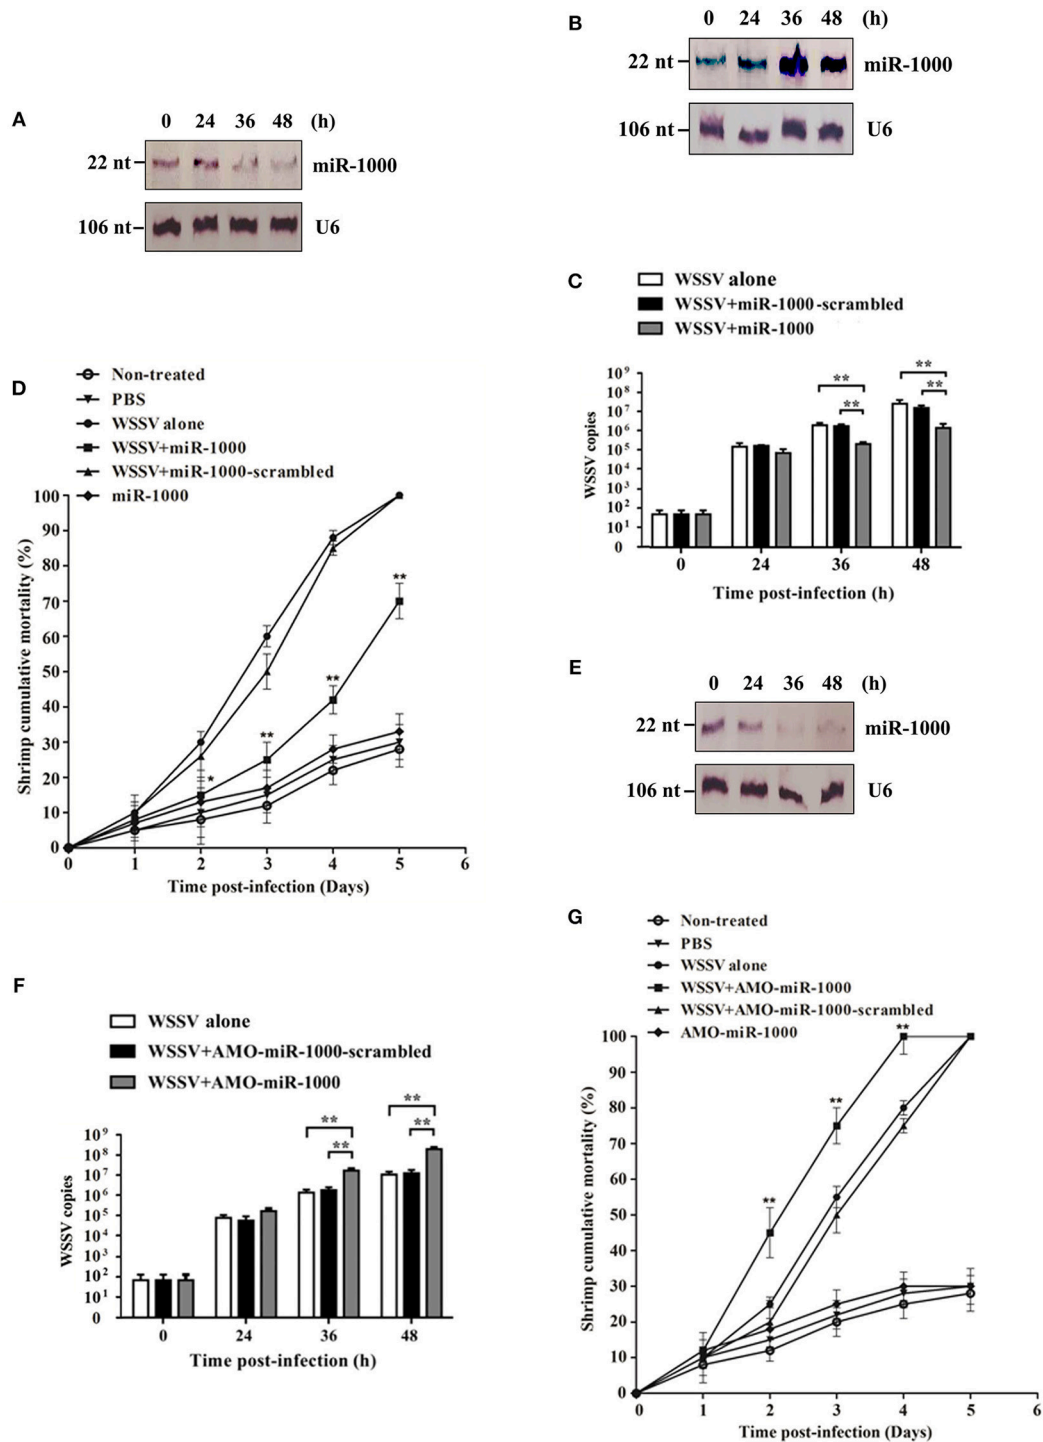 A
0 24 36 48 (h)
22 nt miR-1000
106 nt U6
B
0 24 36 48 (h)
22 nt miR-1000
106 nt U6
C
WSSV alone
WSSV+miR-1000-scrambled
WSSV+miR-1000
** ** ** **
WSSV copies
10⁹
10⁸
10⁷
10⁶
10⁵
10⁴
10³
10²
10¹
0
0 24 36 48
Time post-infection (h)
D
Non-treated
PBS
WSSV alone
WSSV+miR-1000
WSSV+miR-1000-scrambled
miR-1000
Shrimp cumulative mortality (%)
100
90
80
70
60
50
40
30
20
10
0
* ** ** **
0 1 2 3 4 5 6
Time post-infection (Days)
E
0 24 36 48 (h)
22 nt miR-1000
106 nt U6
F
WSSV alone
WSSV+AMO-miR-1000-scrambled
WSSV+AMO-miR-1000
** ** ** **
WSSV copies
10⁹
10⁸
10⁷
10⁶
10⁵
10⁴
10³
10²
10¹
0
0 24 36 48
Time post-infection (h)
G
Non-treated
PBS
WSSV alone
WSSV+AMO-miR-1000
WSSV+AMO-miR-1000-scrambled
AMO-miR-1000
Shrimp cumulative mortality (%)
100
80
70
50
40
30
20
10
0
** ** **
0 1 2 3 4 5 6
Time post-infection (Days)